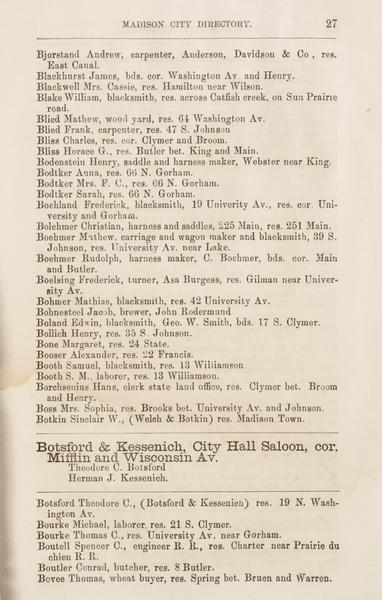 MADISON CITY DIRECTORY. 27
Bjorstand Andrew, carpenter, Anderson, Davidson & Co, res.
East Canal.
Blackhurst James, bds. cor. Washington Av. and Henry.
Blackwell Mrs. Cassie, res. Hamilton near Wilson.
Blake William, blacksmith, res. across Catfish creek, on Sun Prairie
road.
Blied Mathew, wood yard, res. 64 Washington Av.
Blied Frank, carpenter, res. 47 S. Johnson
Bliss Charles, res. cor. Clymer and Broom.
Bliss Horace G., res. Butler bet. King and Main.
Bodenstein Henry, saddle and harness maker, Webster near King.
Bodtker Anna, res. 66 N. Gorham.
Bodtker Mrs. F. C., res. 66 N. Gorham.
Bodtker Sarah, res. 66 N. Gorham.
Boehland Frederick, blacksmith, 19 Univerity Av., res. cor. Uni-
versity and Gorham.
Bolehmer Christian, harness and saddles, 225 Main, res. 251 Main.
Boehmer Mathew, carriage and wagon maker and blacksmith, 39 S.
Johnson, res. University Av. near Lake.
Boehmer Rudolph, harness maker, C. Bochmer, bds. cor. Main
and Butler.
Boelsing Frederick, turner, Asa Burgess, res. Gilman near Univer-
sity Av.
Bohmer Mathias, blacksmith, res. 42 University Av.
Bohnesteel Jacob, brewer, John Rodermund
Boland Edwin, blacksmith, Geo. W. Smith, bds. 17 S. Clymer.
Bollich Henry, res. 35 S. Johnson.
Bone Margaret, res. 24 State.
Booser Alexander, res. 22 Francis.
Booth Samuel, blacksmith, res. 13 Williamson
Booth S. M., laborer, res. 13 Williamson.
Borchsenius Hans, clerk state land office, res. Clymer bet. Broom
and Henry.
Boss Mrs. Sophia, res. Brooks bet. University Av. and Johnson.
Botkin Sinclair W., (Welch & Botkin) res. Madison Town.
Botsford & Kessenich, City Hall Saloon, cor.
Mifflin and Wisconsin Av.
Theodore C. Botsford
Herman J. Kessenich.
Botsford Theodore C., (Botsford & Kessenich) res. 19 N. Wash-
ington Av.
Bourke Michael, laborer, res. 21 S. Clymer.
Bourke Thomas C., res. University Av. near Gorham.
Boutell Spencer C., engineer R. R., res. Charter near Prairie du
chien R. R.
Boutler Conrad, butcher, res. 8 Butler.
Bovee Thomas, wheat buyer, res. Spring bet. Bruen and Warren.